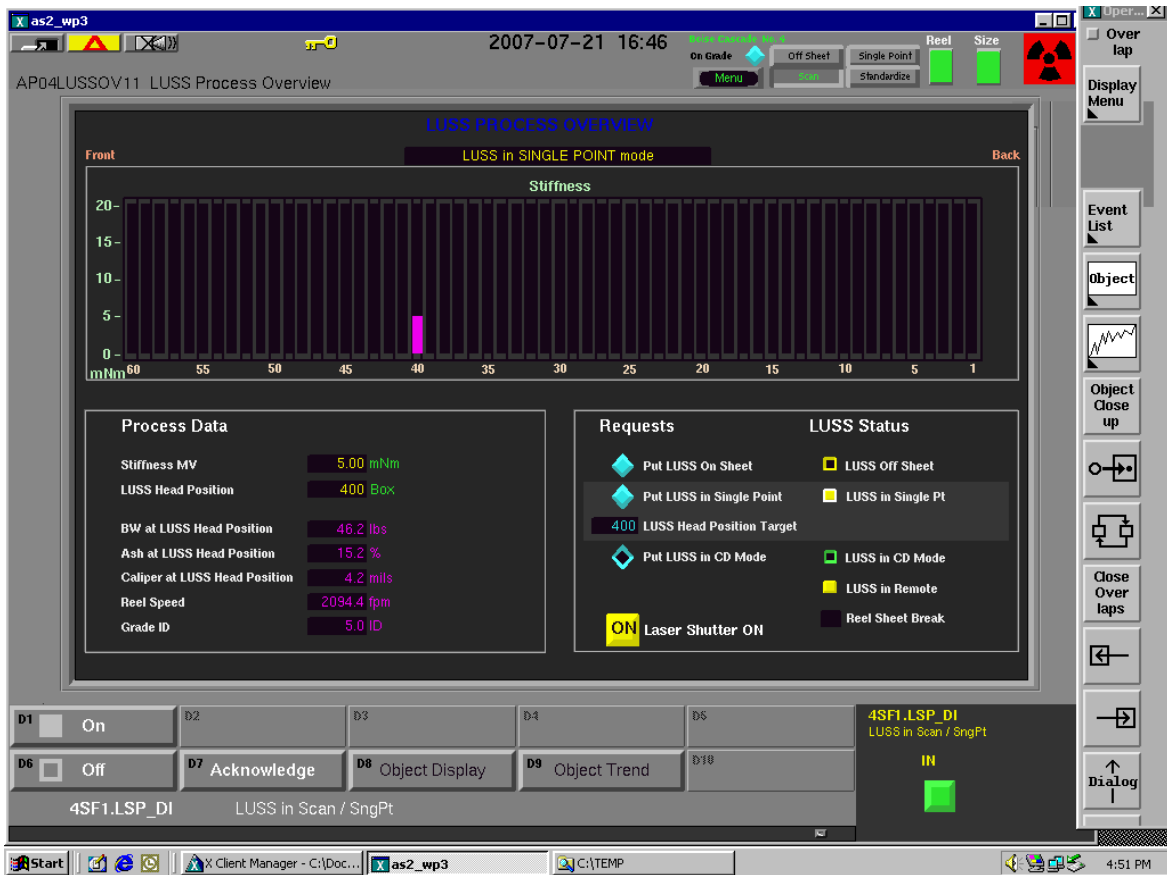 as2_wp3
Oper...
2007-07-21 16:46
Boise Cascade No. 4
On Grade
Off Sheet
Single Point
Reel
Size
Menu
Scan
Standardize
AP04LUSSOV11 LUSS Process Overview
Over
lap
Display
Menu
Event
List
Object
Object
Close
up
Close
Over
laps
Dialog
LUSS PROCESS OVERVIEW
Front
LUSS in SINGLE POINT mode
Back
Stiffness
20
15
10
5
0
mNm
60 55 50 45 40 35 30 25 20 15 10 5 1
Process Data
Stiffness MV 5.00 mNm
LUSS Head Position 400 Box
BW at LUSS Head Position 46.2 lbs
Ash at LUSS Head Position 15.2 %
Caliper at LUSS Head Position 4.2 mils
Reel Speed 2094.4 fpm
Grade ID 5.0 ID
Requests LUSS Status
Put LUSS On Sheet LUSS Off Sheet
Put LUSS in Single Point LUSS in Single Pt
400 LUSS Head Position Target
Put LUSS in CD Mode LUSS in CD Mode
LUSS in Remote
Reel Sheet Break
ON Laser Shutter ON
D1 On
D2
D3
D4
D5
D6 Off
D7 Acknowledge
D8 Object Display
D9 Object Trend
D10
4SF1.LSP_DI
LUSS in Scan / SngPt
IN
4SF1.LSP_DI LUSS in Scan / SngPt
Start
X Client Manager - C:\Doc...
as2_wp3
C:\TEMP
4:51 PM